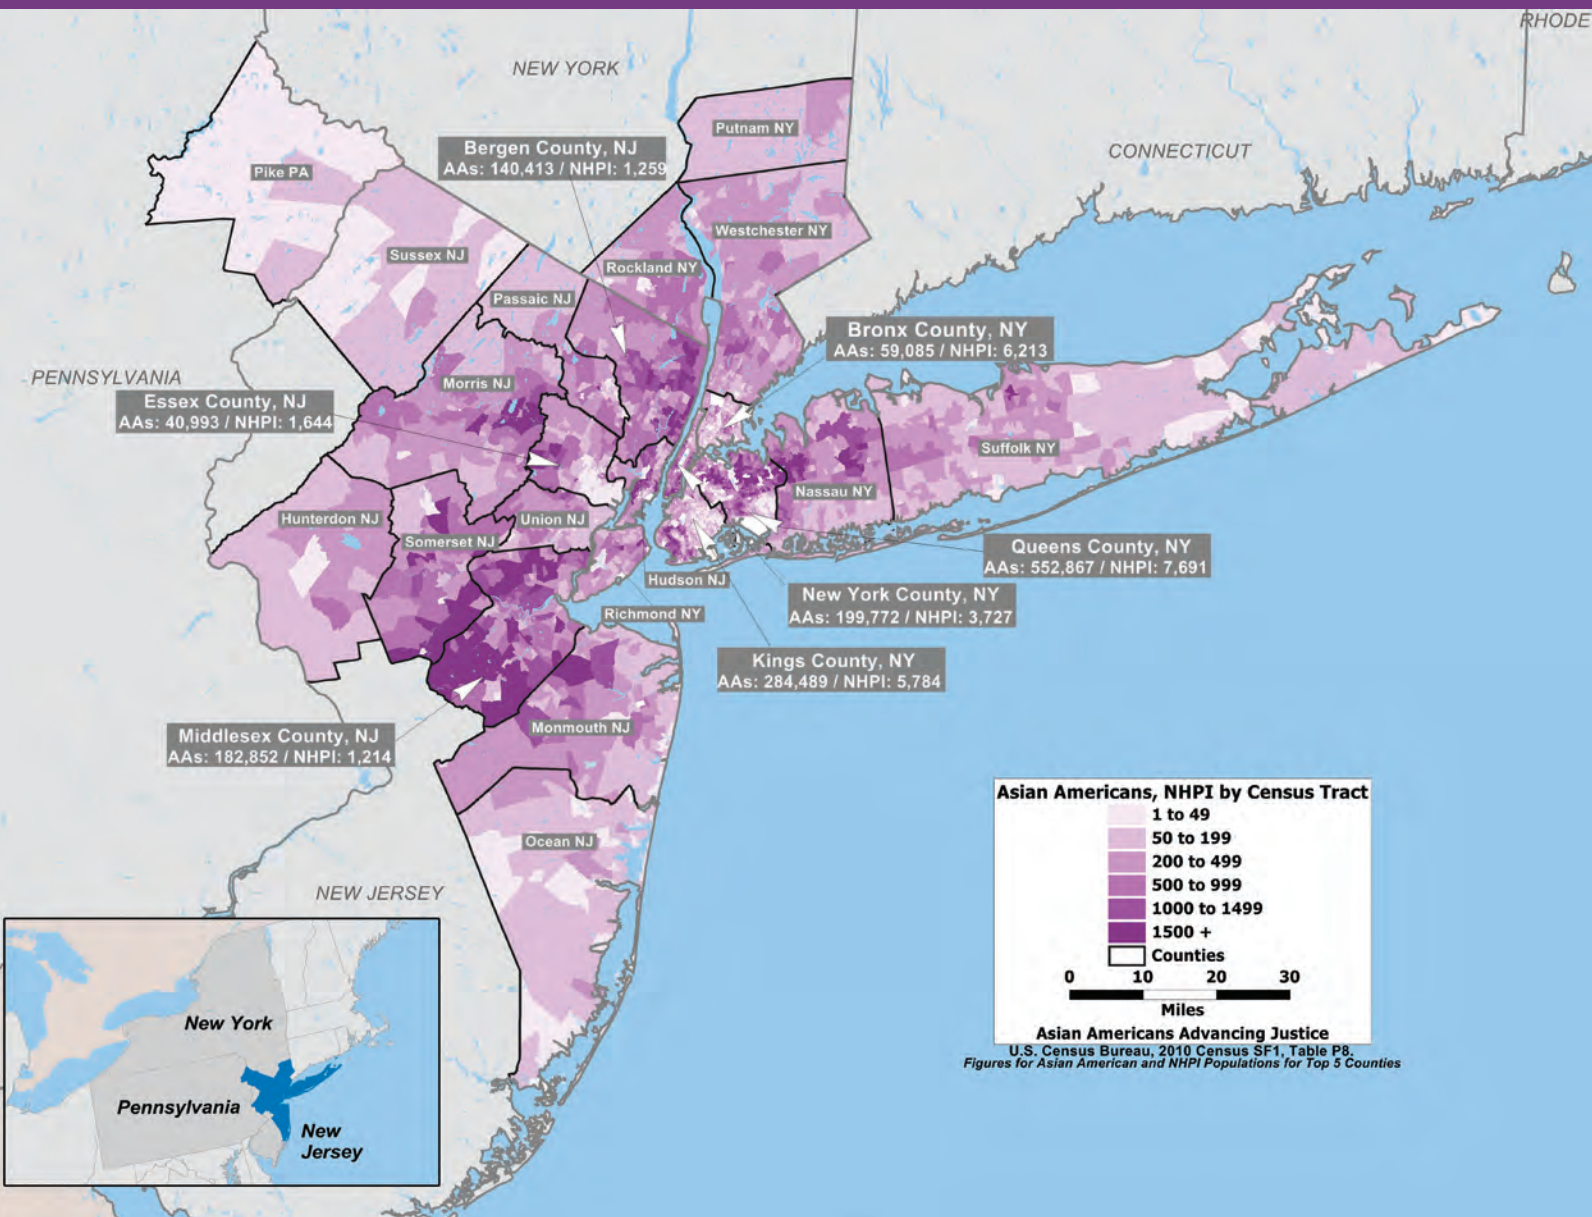 RHODE
NEW YORK
Putnam NY
Bergen County, NJ
AAs: 140,413 / NHPI: 1,259
CONNECTICUT
Pike PA
Westchester NY
Sussex NJ
Rockland NY
Passaic NJ
Bronx County, NY
AAs: 59,085 / NHPI: 6,213
PENNSYLVANIA
Morris NJ
Essex County, NJ
AAs: 40,993 / NHPI: 1,644
Suffolk NY
Nassau NY
Hunterdon NJ
Union NJ
Somerset NJ
Queens County, NY
AAs: 552,867 / NHPI: 7,691
Hudson NJ
New York County, NY
AAs: 199,772 / NHPI: 3,727
Richmond NY
Kings County, NY
AAs: 284,489 / NHPI: 5,784
Middlesex County, NJ
AAs: 182,852 / NHPI: 1,214
Monmouth NJ
Ocean NJ
NEW JERSEY
Asian Americans, NHPI by Census Tract
1 to 49
50 to 199
200 to 499
500 to 999
1000 to 1499
1500 +
Counties
0 10 20 30
Miles
Asian Americans Advancing Justice
U.S. Census Bureau, 2010 Census SF1, Table P8.
Figures for Asian American and NHPI Populations for Top 5 Counties
New York
Pennsylvania
New
Jersey